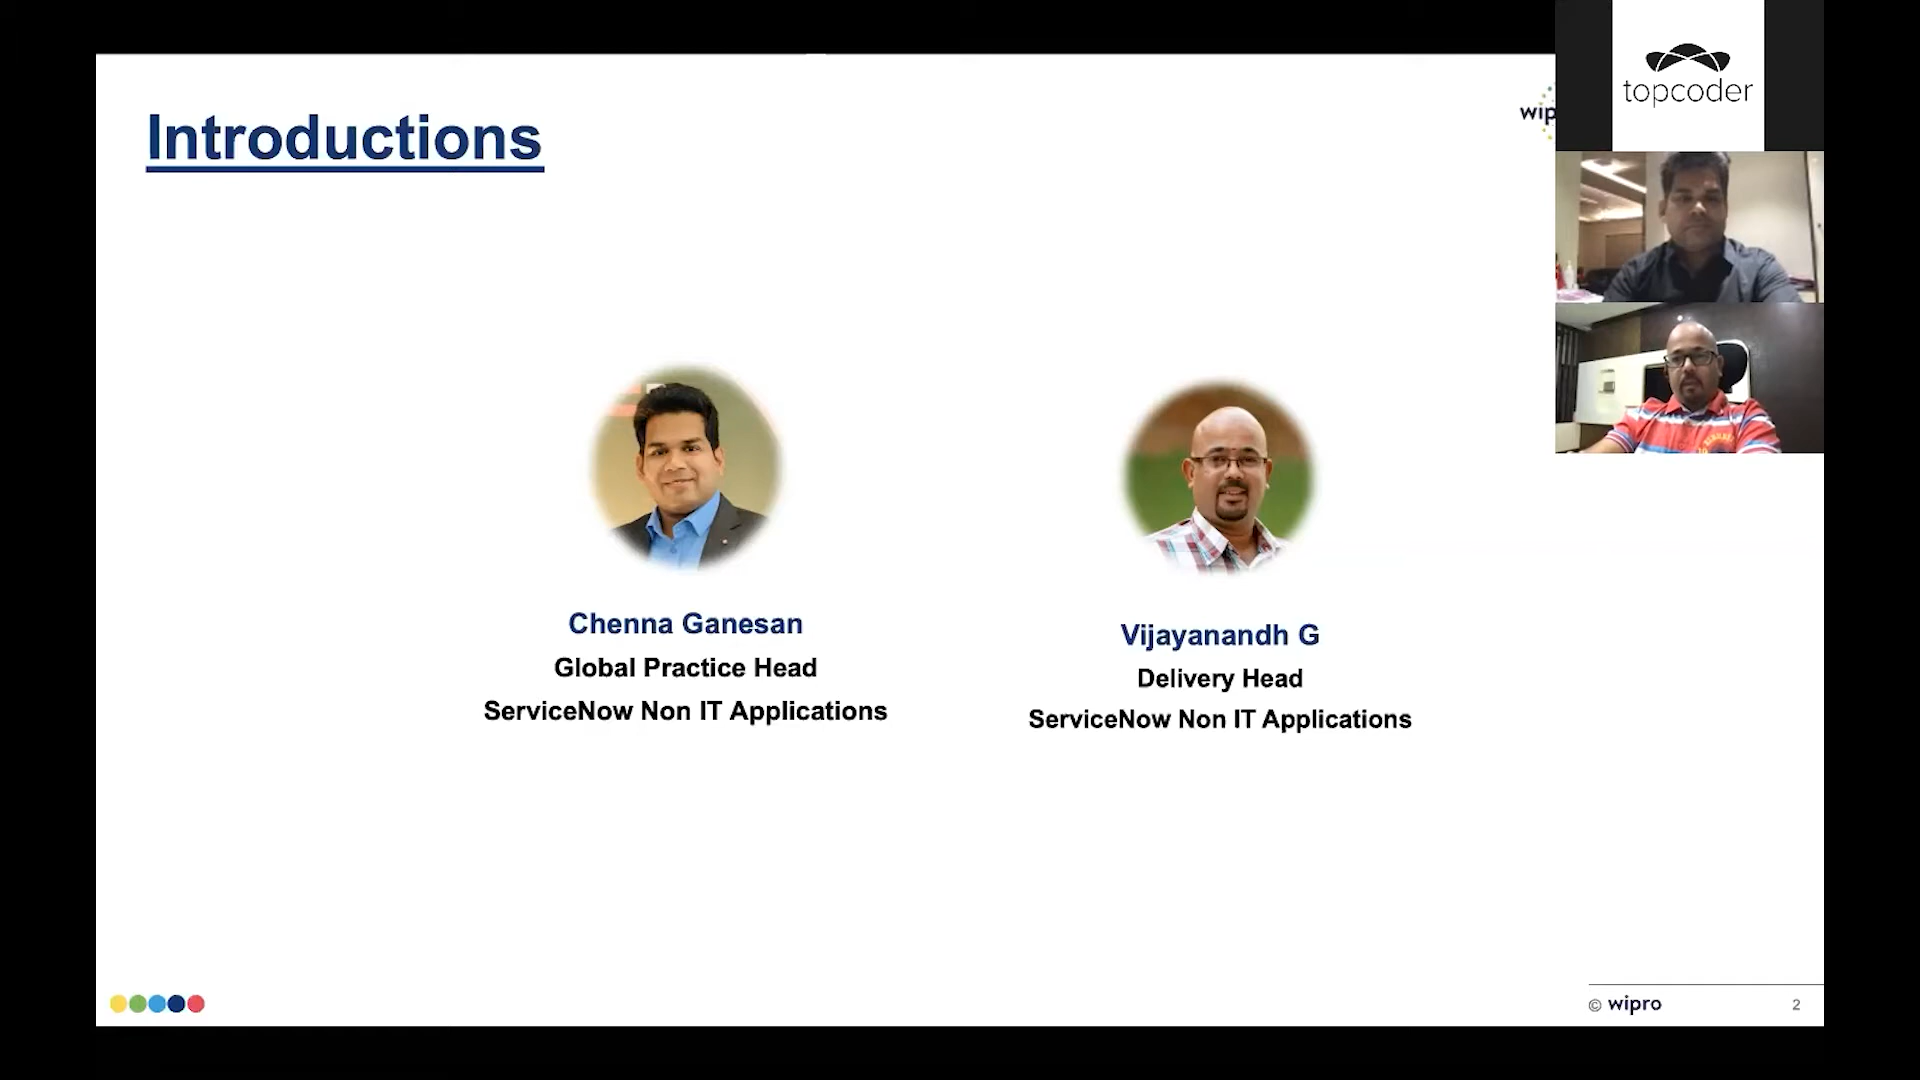 Introductions
wip
topcoder
Chenna Ganesan
Global Practice Head
ServiceNow Non IT Applications
Vijayanandh G
Delivery Head
ServiceNow Non IT Applications
© wipro
2